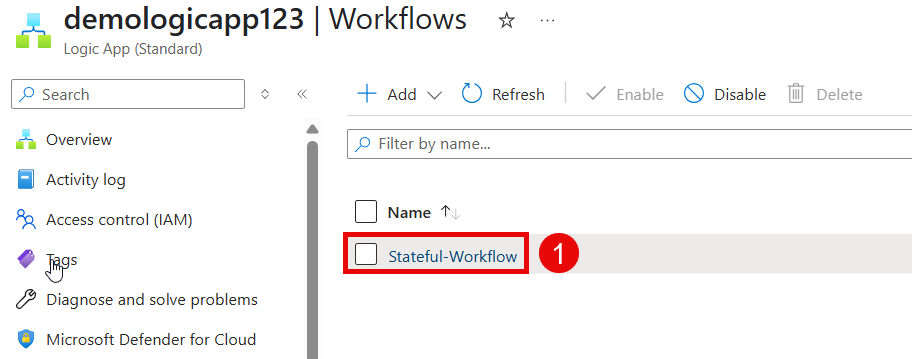 demologicapp123 | Workflows
Logic App (Standard)
Search
Add Refresh Enable Disable Delete
Overview
Filter by name...
Activity log
Name
Access control (IAM)
Stateful-Workflow 1
Tags
Diagnose and solve problems
Microsoft Defender for Cloud